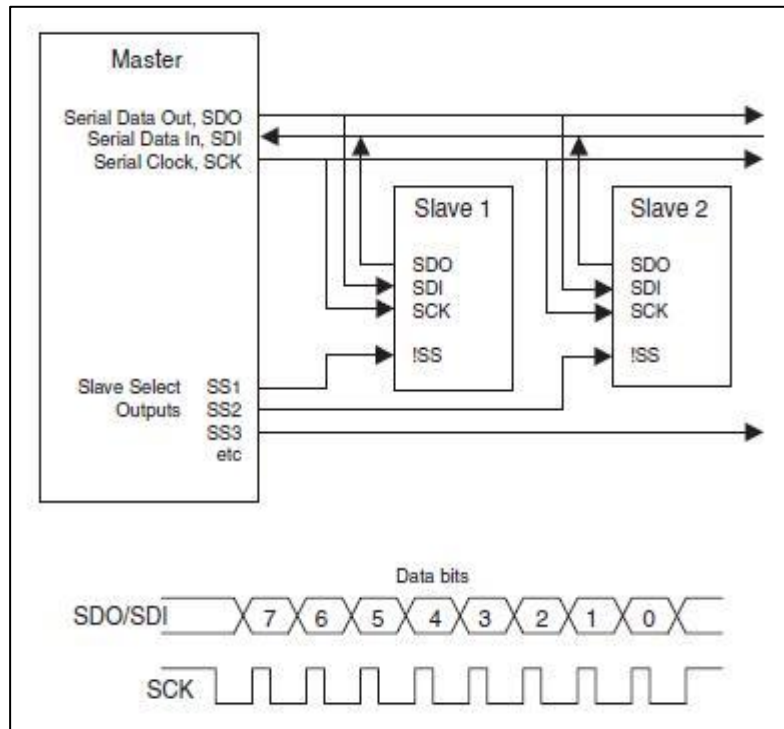 Master
Serial Data Out, SDO
Serial Data In, SDI
Serial Clock, SCK
Slave 1
SDO
SDI
SCK
!SS
Slave 2
SDO
SDI
SCK
!SS
Slave Select
Outputs
SS1
SS2
SS3
etc
Data bits
SDO/SDI
7 6 5 4 3 2 1 0
SCK